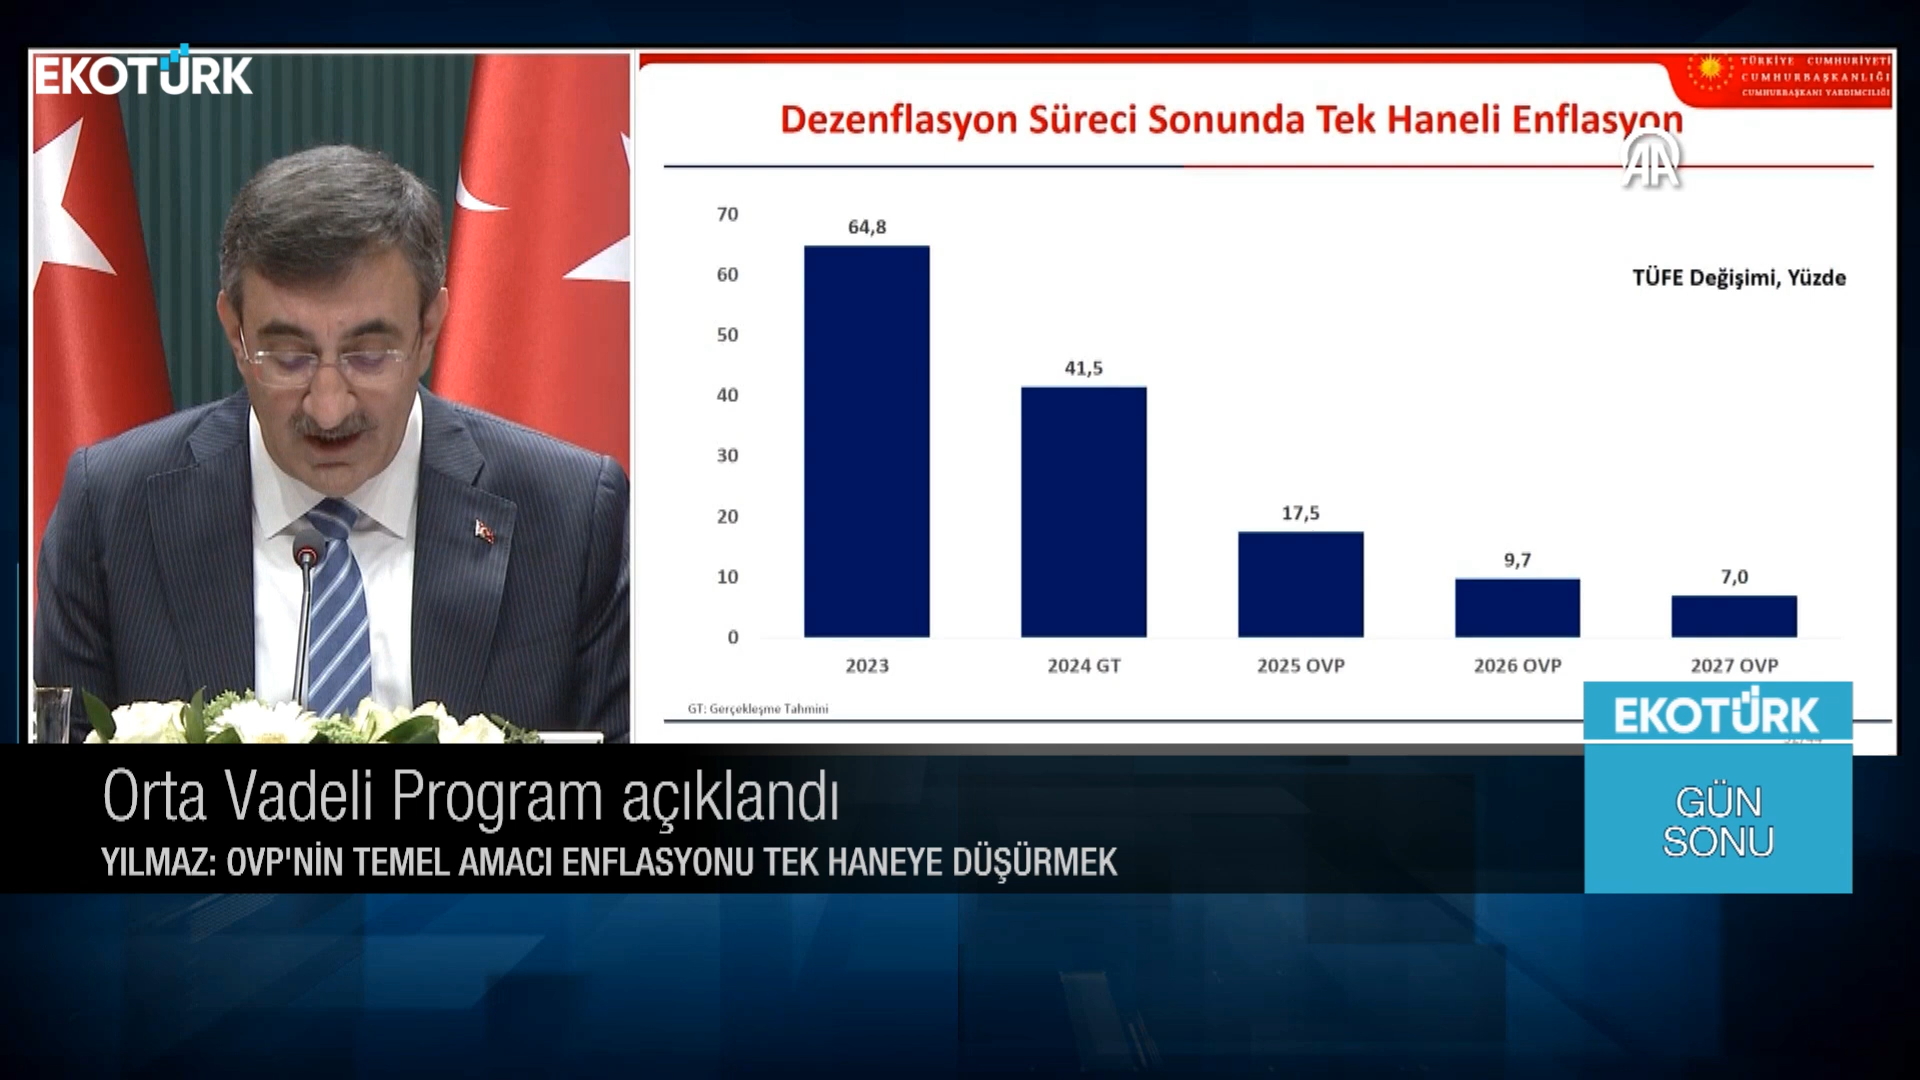 EKOTÜRK
TÜRKİYE CUMHURİYETİ
CUMHURBAŞKANLIĞI
CUMHURBAŞKANI YARDIMCILIĞI
Dezenflasyon Süreci Sonunda Tek Haneli Enflasyon
AA
TÜFE Değişimi, Yüzde
70
60
50
40
30
20
10
0
64,8
41,5
17,5
9,7
7,0
2023
2024 GT
2025 OVP
2026 OVP
2027 OVP
GT: Gerçekleşme Tahmini
EKOTÜRK
GÜN
SONU
Orta Vadeli Program açıklandı
YILMAZ: OVP'NİN TEMEL AMACI ENFLASYONU TEK HANEYE DÜŞÜRMEK